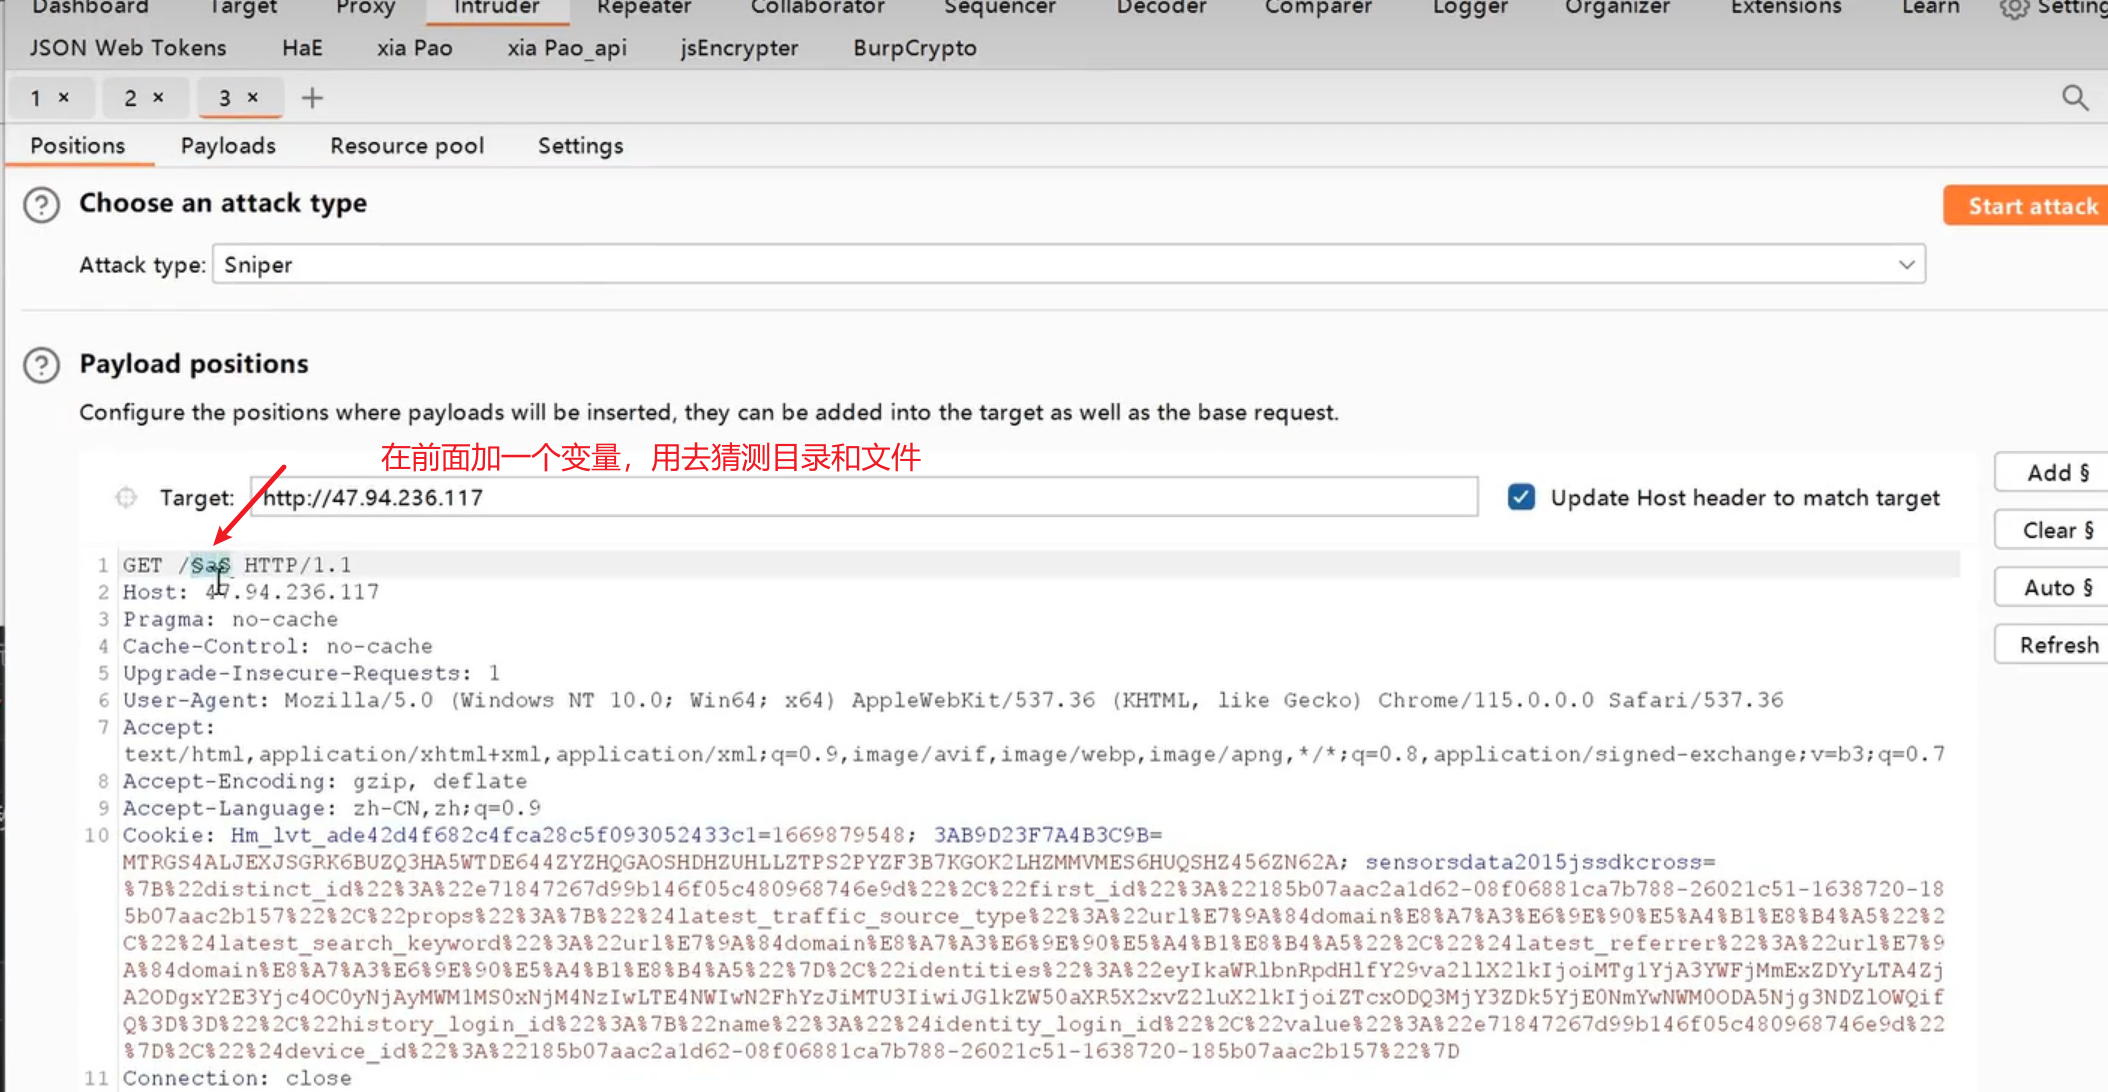 Dashboard Target Proxy Intruder Repeater Collaborator Sequencer Decoder Comparer Logger Organizer Extensions Learn Setting
JSON Web Tokens HaE xia Pao xia Pao_api jsEncrypter BurpCrypto
1 × 2 × 3 × +
Positions Payloads Resource pool Settings
? Choose an attack type
Start attack
Attack type: Sniper
? Payload positions
Configure the positions where payloads will be inserted, they can be added into the target as well as the base request.
在前面加一个变量，用去猜测目录和文件
Add §
Target: http://47.94.236.117 Update Host header to match target
Clear §
Auto §
Refresh
1 GET /§a§ HTTP/1.1
2 Host: 47.94.236.117
3 Pragma: no-cache
4 Cache-Control: no-cache
5 Upgrade-Insecure-Requests: 1
6 User-Agent: Mozilla/5.0 (Windows NT 10.0; Win64; x64) AppleWebKit/537.36 (KHTML, like Gecko) Chrome/115.0.0.0 Safari/537.36
7 Accept:
text/html,application/xhtml+xml,application/xml;q=0.9,image/avif,image/webp,image/apng,*/*;q=0.8,application/signed-exchange;v=b3;q=0.7
8 Accept-Encoding: gzip, deflate
9 Accept-Language: zh-CN,zh;q=0.9
10 Cookie: Hm_lvt_ade42d4f682c4fca28c5f093052433c1=1669879548; 3AB9D23F7A4B3C9B=
MTRGS4ALJEXJSGRK6BUZQ3HA5WTDE644ZYZHQGAOSHDHZUHLLZTPS2PYZF3B7KGOK2LHZMMVMES6HUQSHZ456ZN62A; sensorsdata2015jssdkcross=
%7B%22distinct_id%22%3A%22e71847267d99b146f05c480968746e9d%22%2C%22first_id%22%3A%22185b07aac2a1d62-08f06881ca7b788-26021c51-1638720-18
5b07aac2b157%22%2C%22props%22%3A%7B%22%24latest_traffic_source_type%22%3A%22url%E7%9A%84domain%E8%A7%A3%E6%9E%90%E5%A4%B1%E8%B4%A5%22%2
C%22%24latest_search_keyword%22%3A%22url%E7%9A%84domain%E8%A7%A3%E6%9E%90%E5%A4%B1%E8%B4%A5%22%2C%22%24latest_referrer%22%3A%22url%E7%9
A%84domain%E8%A7%A3%E6%9E%90%E5%A4%B1%E8%B4%A5%22%7D%2C%22identities%22%3A%22eyIkaWRlbnRpdHlfY29va2llX2lkIjoiMTg1YjA3YWFjMmExZDYyLTA4Zj
A2ODgxY2E3Yjc4OC0yNjAyMWM1MS0xNjM4NzIwLTE4NWIwN2FhYzJiMTU3IiwiJGlkZW50aXR5X2xvZ2luX2lkIjoiZTcxODQ3MjY3ZDk5YjE0NmYwNWM0ODA5Njg3NDZlOWQif
Q%3D%3D%22%2C%22history_login_id%22%3A%7B%22name%22%3A%22%24identity_login_id%22%2C%22value%22%3A%22e71847267d99b146f05c480968746e9d%22
%7D%2C%22%24device_id%22%3A%22185b07aac2a1d62-08f06881ca7b788-26021c51-1638720-185b07aac2b157%22%7D
11 Connection: close